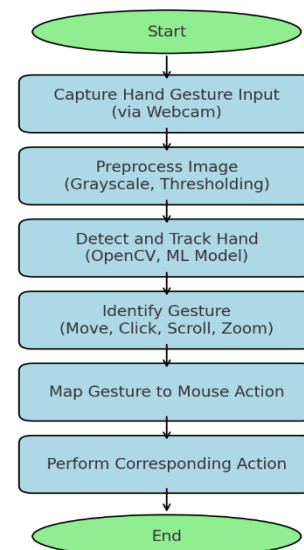 Start
Capture Hand Gesture Input
(via Webcam)
Preprocess Image
(Grayscale, Thresholding)
Detect and Track Hand
(OpenCV, ML Model)
Identify Gesture
(Move, Click, Scroll, Zoom)
Map Gesture to Mouse Action
Perform Corresponding Action
End